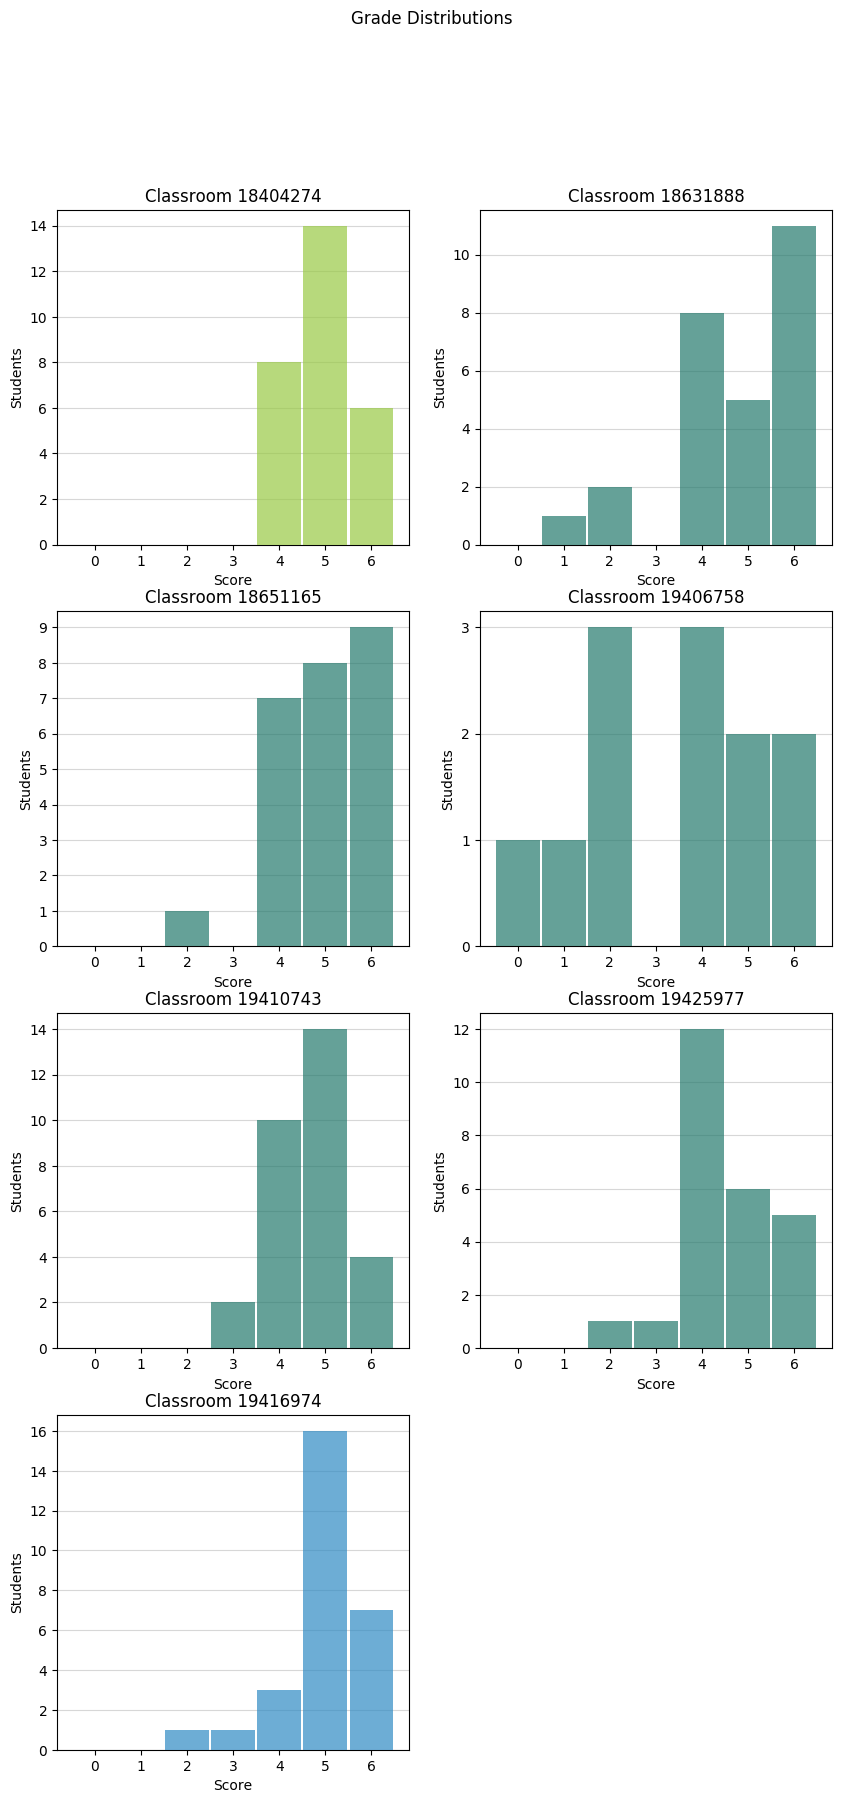 Grade Distributions
Classroom 18404274
14
12
10
8
6
4
2
0
Students
0 1 2 3 4 5 6
Score
Classroom 18631888
10
8
6
4
2
0
Students
0 1 2 3 4 5 6
Score
Classroom 18651165
9
8
7
6
5
4
3
2
1
0
Students
0 1 2 3 4 5 6
Score
Classroom 19406758
3
2
1
0
Students
0 1 2 3 4 5 6
Score
Classroom 19410743
14
12
10
8
6
4
2
0
Students
0 1 2 3 4 5 6
Score
Classroom 19425977
12
10
8
6
4
2
0
Students
0 1 2 3 4 5 6
Score
Classroom 19416974
16
14
12
10
8
6
4
2
0
Students
0 1 2 3 4 5 6
Score